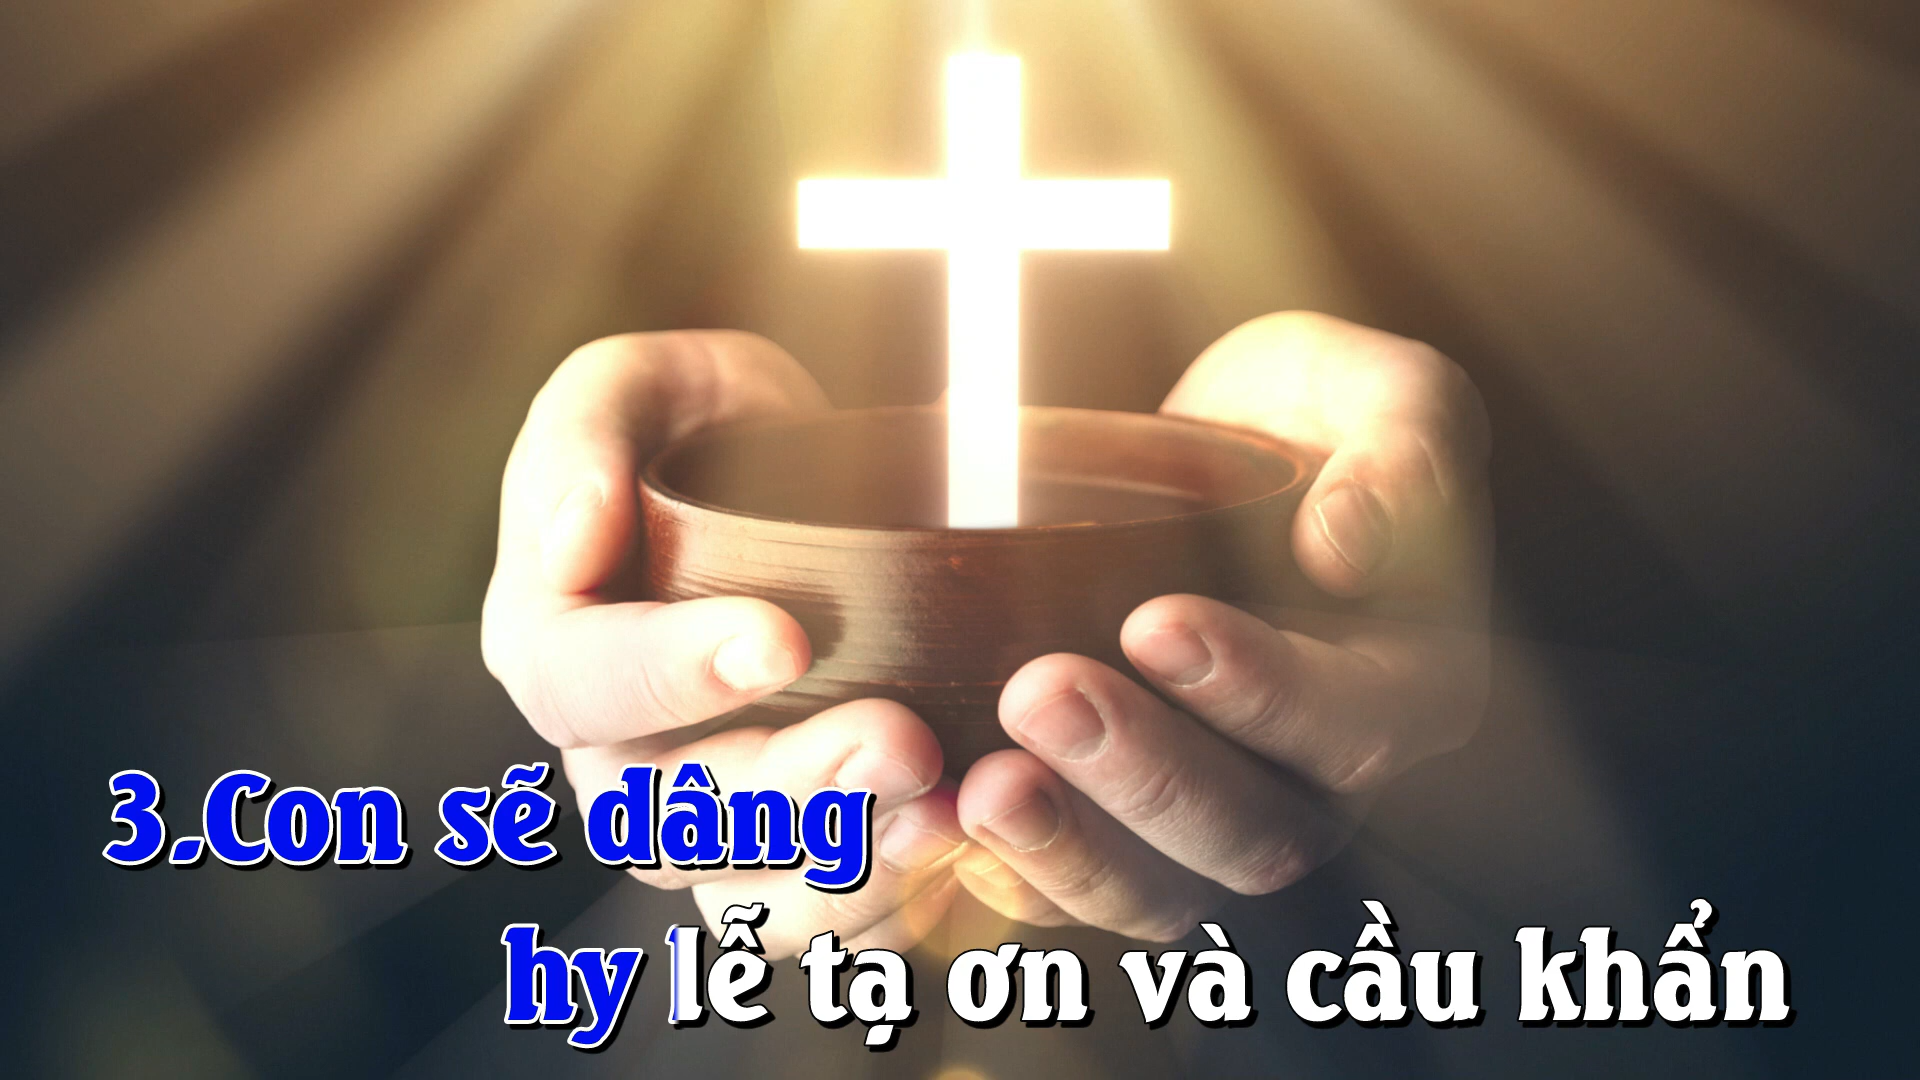 3.Con sẽ dâng
hy lễ tạ ơn và cầu khẩn